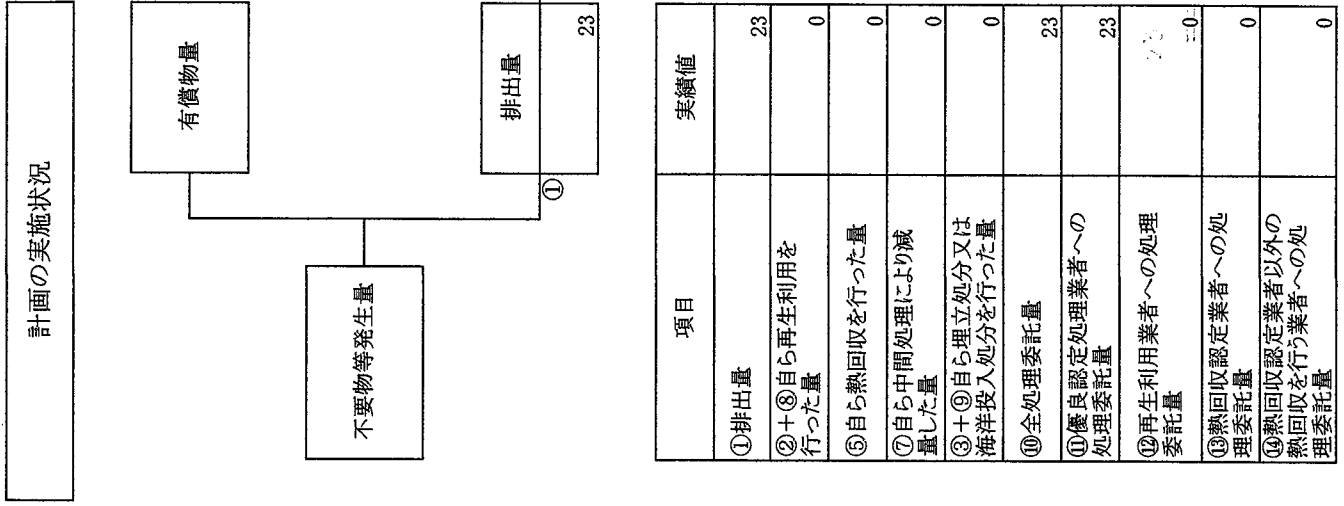 計画の実施状況
有償物量
不要物等発生量
①
排出量
23
項目
実績値
①排出量
23
②+⑧自ら再生利用を
行った量
0
⑤自ら熱回収を行った量
0
⑦自ら中間処理により減
量した量
0
③+⑨自ら埋立処分又は
海洋投入処分を行った量
0
⑩全処理委託量
23
⑪優良認定処理業者への
処理委託量
23
⑫再生利用業者への処理
委託量
0
⑬熱回収認定業者への処
理委託量
0
⑭熱回収認定業者以外の
熱回収を行う業者への処
理委託量
0